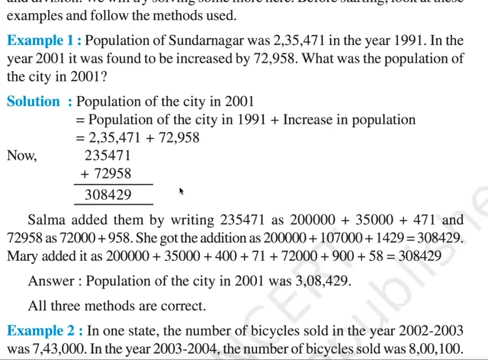 examples and follow the methods used.
Example 1 : Population of Sundarnagar was 2,35,471 in the year 1991. In the
year 2001 it was found to be increased by 72,958. What was the population of
the city in 2001?
Solution : Population of the city in 2001
= Population of the city in 1991 + Increase in population
= 2,35,471 + 72,958
Now, 235471
+ 72958
308429
Salma added them by writing 235471 as 200000 + 35000 + 471 and
72958 as 72000 + 958. She got the addition as 200000 + 107000 + 1429 = 308429.
Mary added it as 200000 + 35000 + 400 + 71 + 72000 + 900 + 58 = 308429
Answer : Population of the city in 2001 was 3,08,429.
All three methods are correct.
Example 2 : In one state, the number of bicycles sold in the year 2002-2003
was 7,43,000. In the year 2003-2004, the number of bicycles sold was 8,00,100.